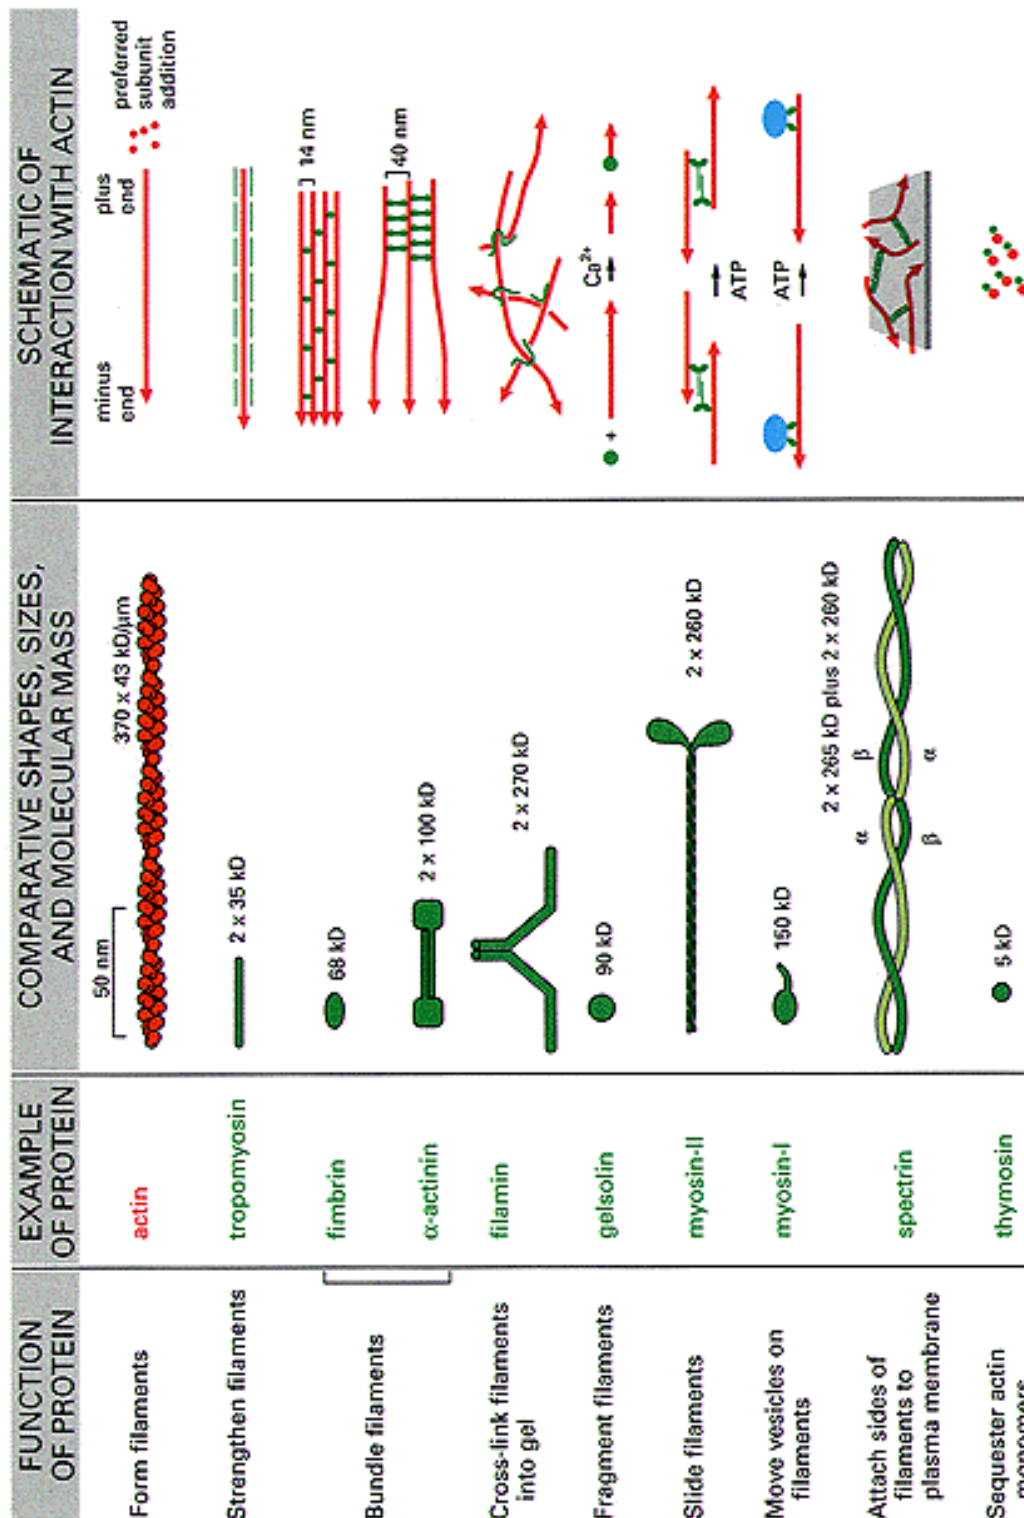 FUNCTION
OF PROTEIN
EXAMPLE
OF PROTEIN
COMPARATIVE SHAPES, SIZES,
AND MOLECULAR MASS
SCHEMATIC OF
INTERACTION WITH ACTIN
Form filaments
actin
50 nm
370 x 43 kD/µm
minus
end
plus
end
preferred
subunit
addition
Strengthen filaments
tropomyosin
2 x 35 kD
Bundle filaments
fimbrin
68 kD
14 nm
α-actinin
2 x 100 kD
40 nm
Cross-link filaments
into gel
filamin
2 x 270 kD
Fragment filaments
gelsolin
90 kD
+
Ca²⁺
Slide filaments
myosin-II
2 x 260 kD
ATP
Move vesicles on
filaments
myosin-I
150 kD
ATP
Attach sides of
filaments to
plasma membrane
spectrin
2 x 265 kD plus 2 x 260 kD
α β
β α
Sequester actin
thymosin
5 kD